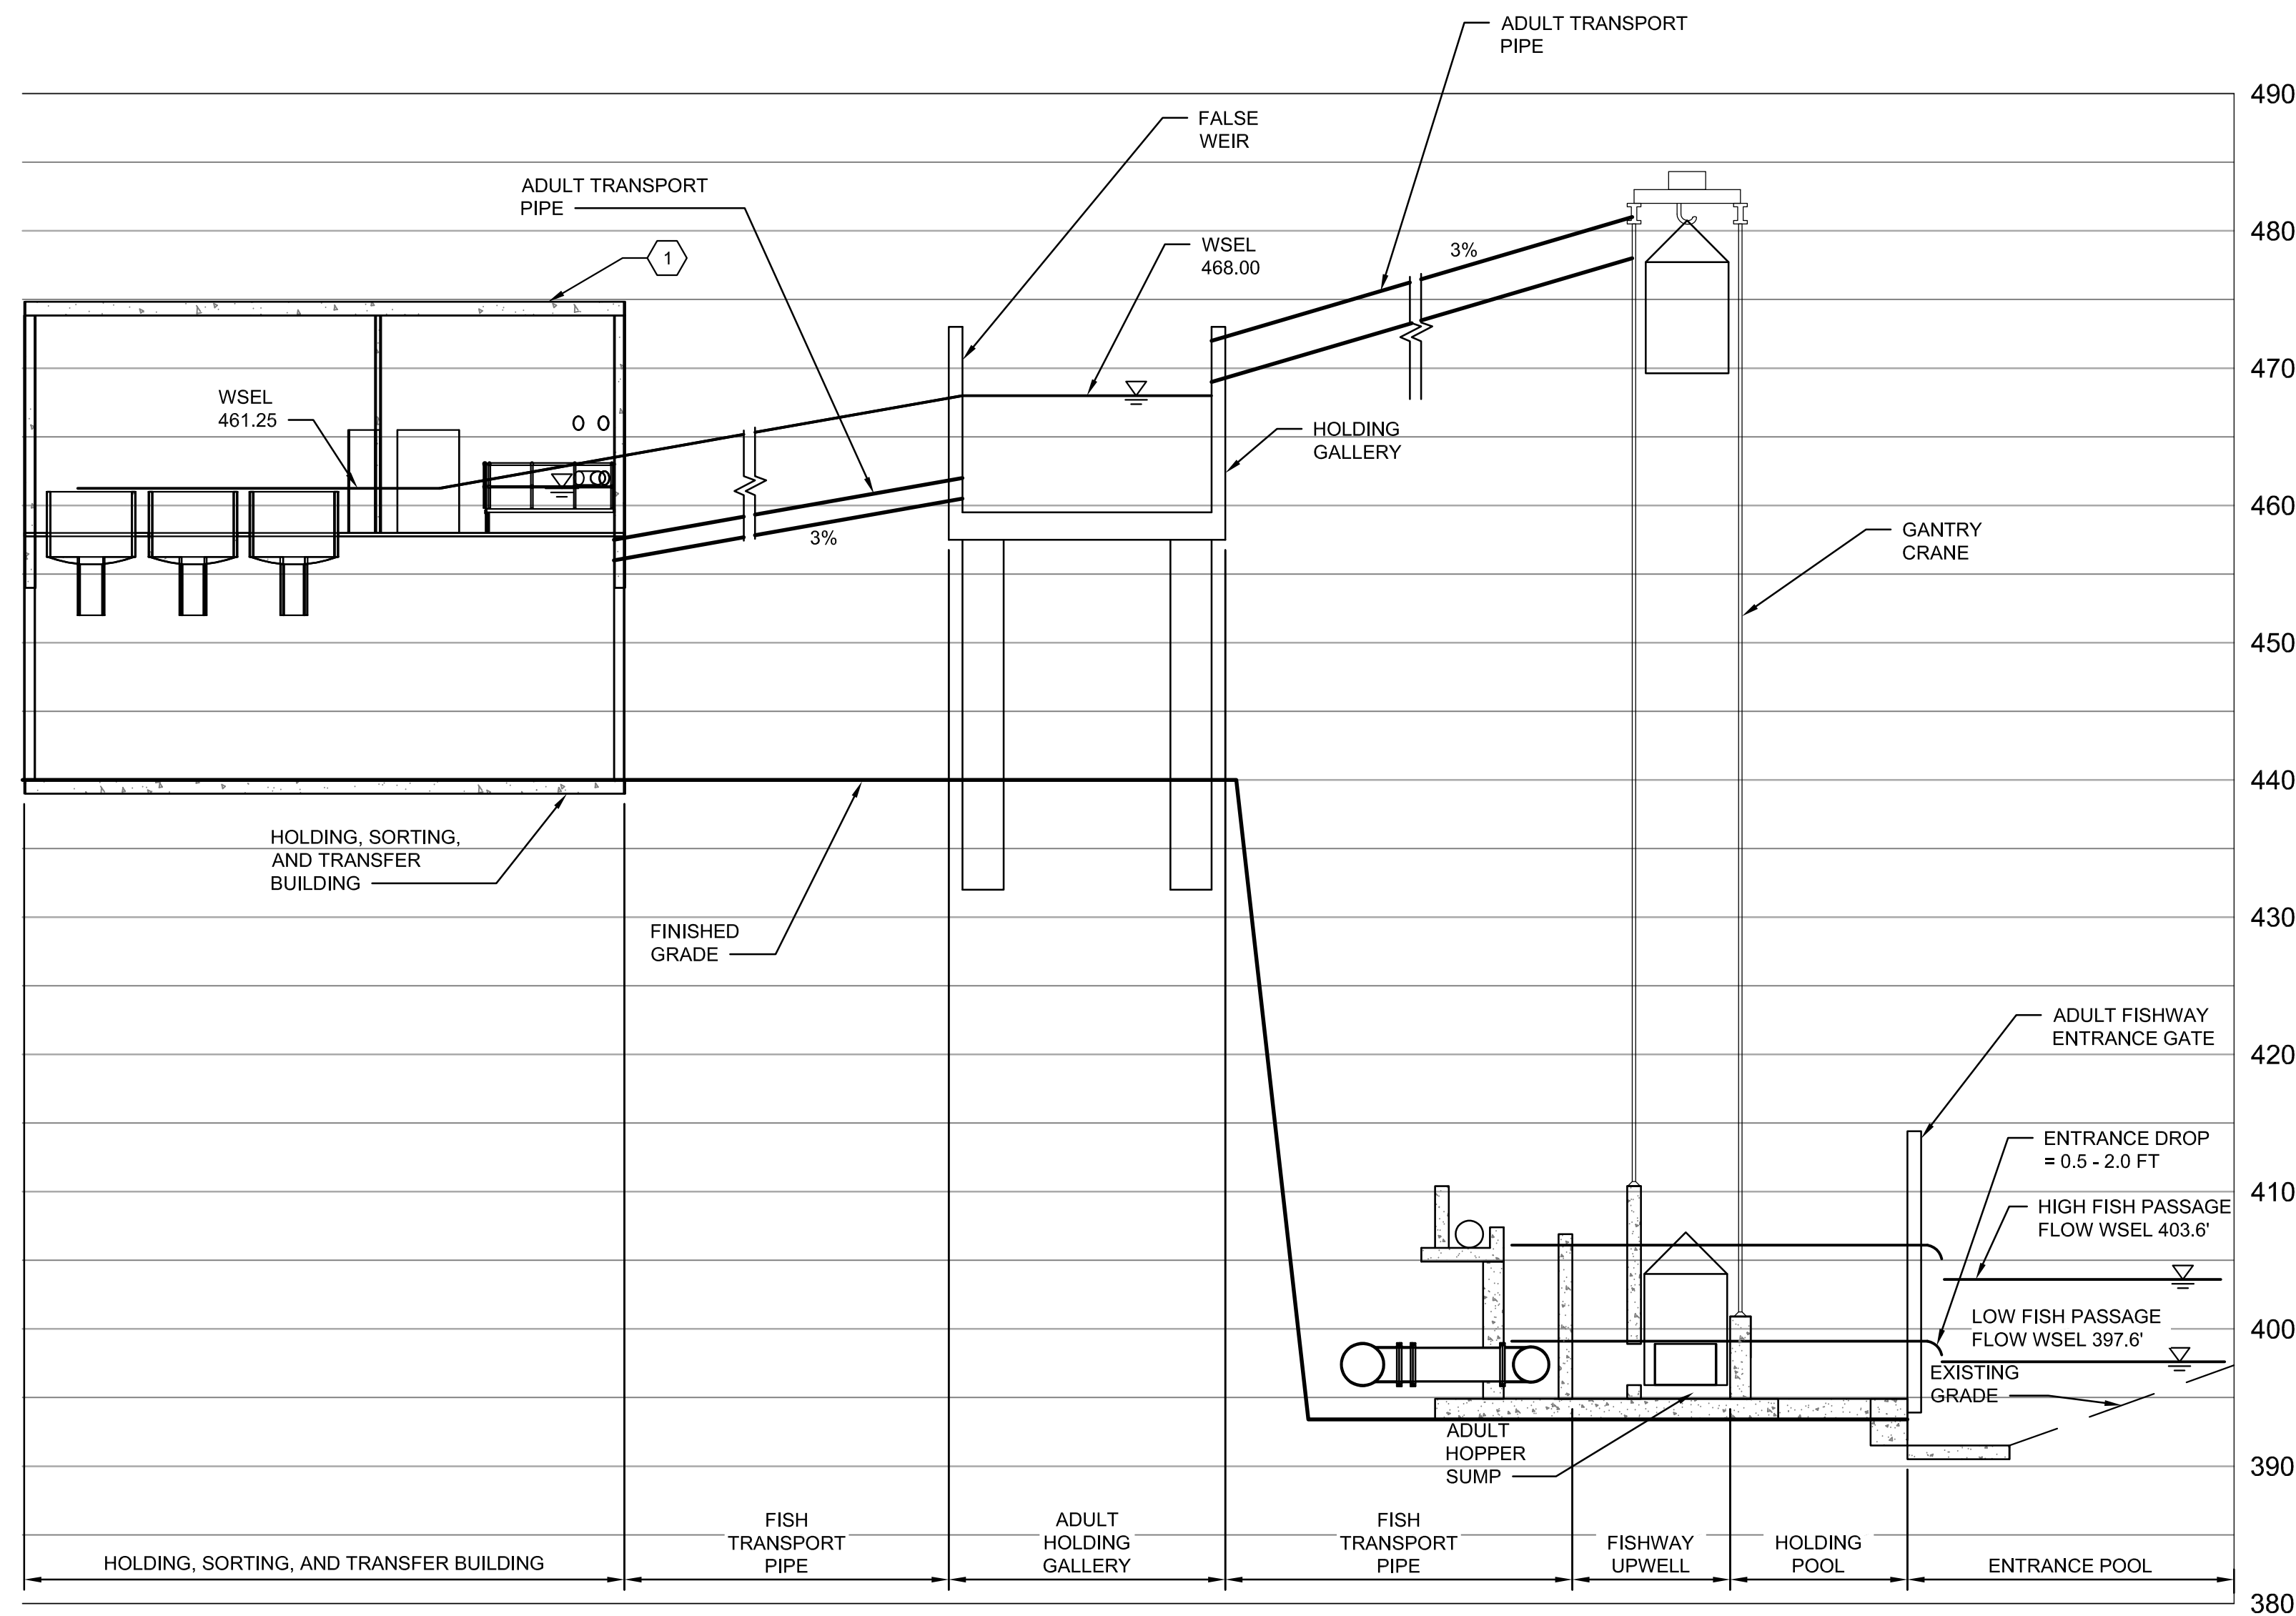 ADULT TRANSPORT
PIPE
490
FALSE
WEIR
ADULT TRANSPORT
PIPE
WSEL
468.00
3%
480
1
470
WSEL
461.25
HOLDING
GALLERY
460
3%
GANTRY
CRANE
450
440
HOLDING, SORTING,
AND TRANSFER
BUILDING
430
FINISHED
GRADE
420
ADULT FISHWAY
ENTRANCE GATE
ENTRANCE DROP
= 0.5 - 2.0 FT
410
HIGH FISH PASSAGE
FLOW WSEL 403.6'
LOW FISH PASSAGE
FLOW WSEL 397.6'
400
EXISTING
GRADE
ADULT
HOPPER
SUMP
390
HOLDING, SORTING, AND TRANSFER BUILDING
FISH
TRANSPORT
PIPE
ADULT
HOLDING
GALLERY
FISH
TRANSPORT
PIPE
FISHWAY
UPWELL
HOLDING
POOL
ENTRANCE POOL
380